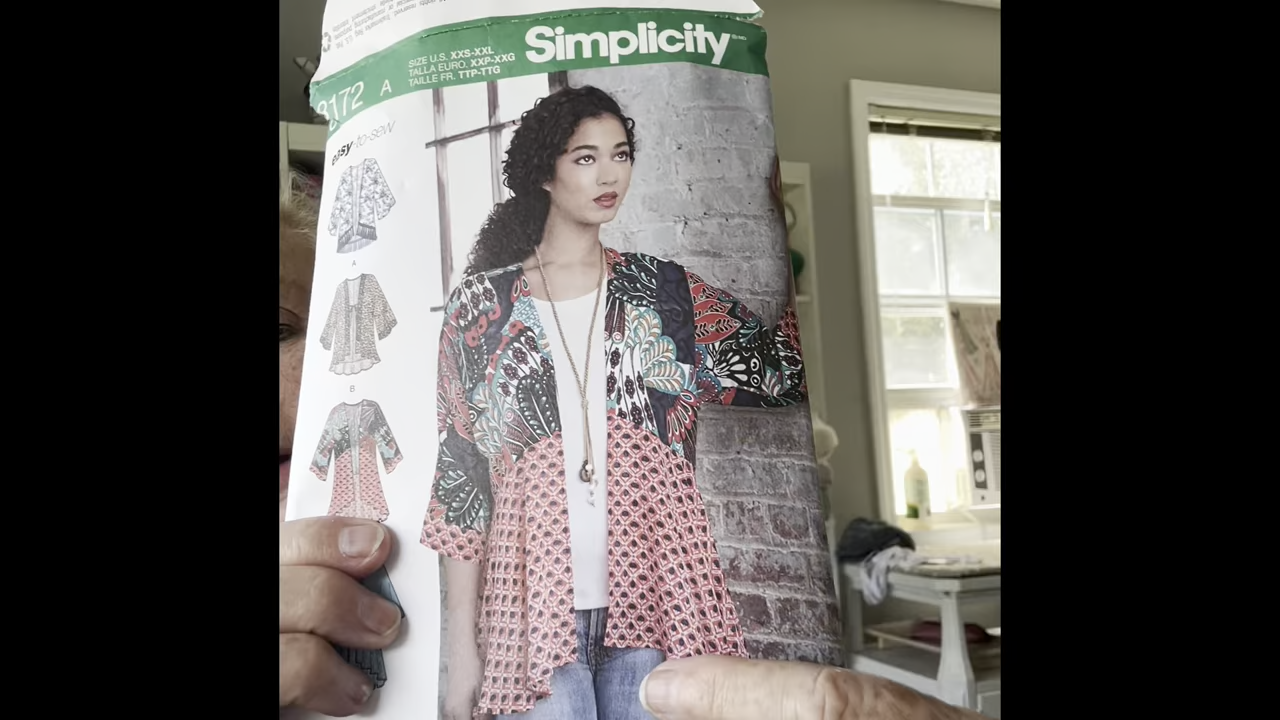 Simplicity
SIZE U.S. XXS-XXL
TALLA EURO. XXP-XXG
TAILLE FR. TTP-TTG
8172 A
easy-to-sew
A
B